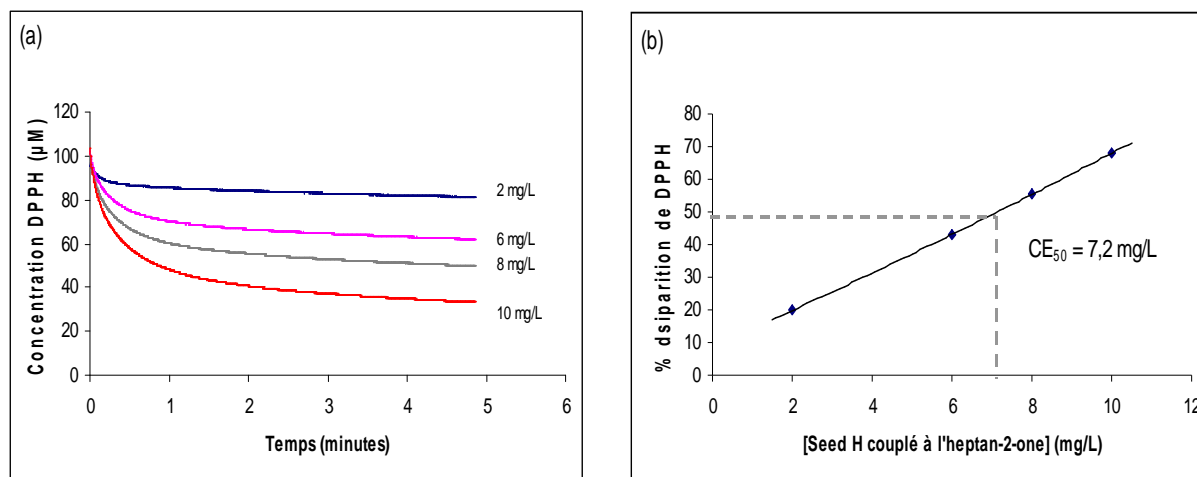 (a)
Concentration DPPH (µM)
120
100
80
60
40
20
0
0 1 2 3 4 5 6
Temps (minutes)
2 mg/L
6 mg/L
8 mg/L
10 mg/L
(b)
% dsiparition de DPPH
80
70
60
50
40
30
20
10
0
0 2 4 6 8 10 12
[Seed H couplé à l'heptan-2-one] (mg/L)
CE50 = 7,2 mg/L